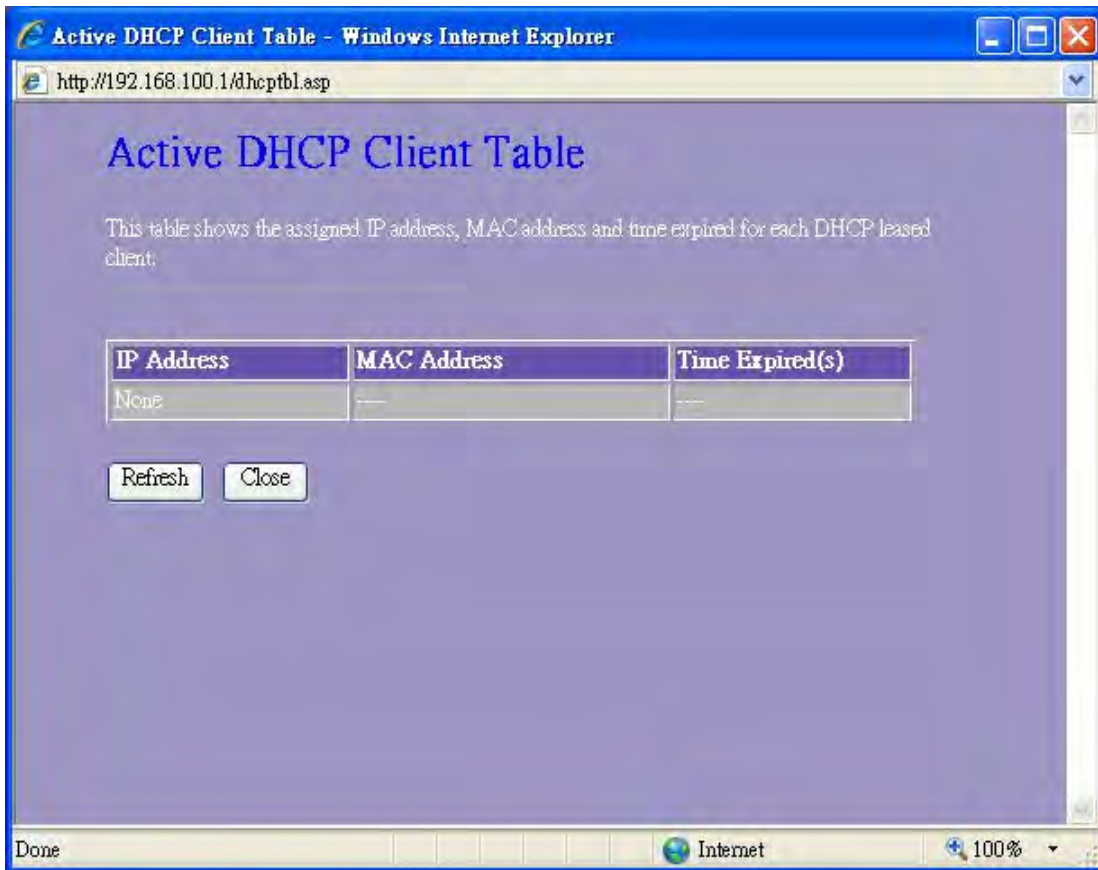 Active DHCP Client Table - Windows Internet Explorer
http://192.168.100.1/dhcptbl.asp
Active DHCP Client Table
This table shows the assigned IP address, MAC address and time expired for each DHCP leased
client.
IP Address MAC Address Time Expired(s)
None ---- ----
Refresh Close
Done Internet 100%